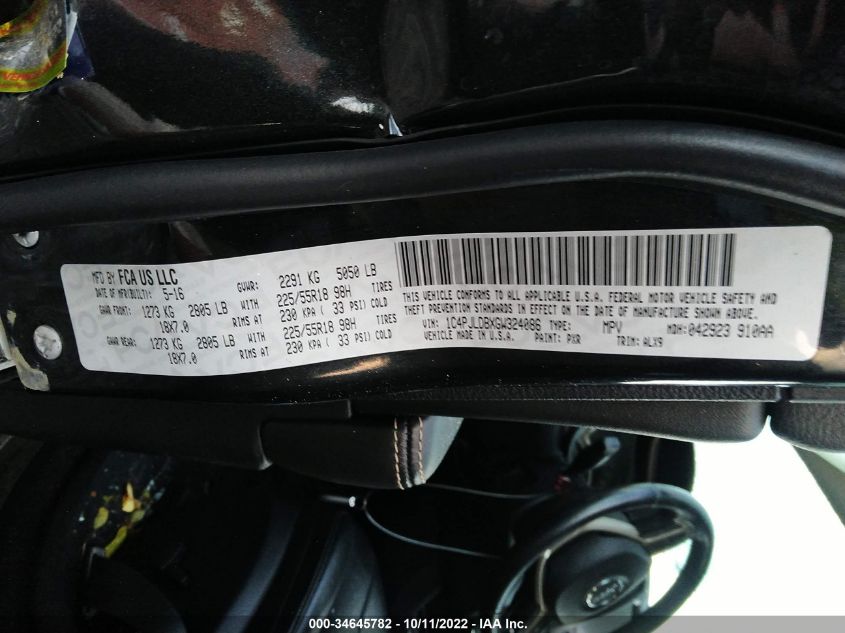 MFD BY FCA US LLC
DATE OF MFR(BUILT) 5-16 GVWR: 2291 KG 5050 LB
GAWR FRONT: 1273 KG 2805 LB WITH 225/55R18 98H TIRES
18X7.0 RIMS AT 230 KPA ( 33 PSI) COLD
GAWR REAR: 1273 KG 2805 LB WITH 225/55R18 98H TIRES
18X7.0 RIMS AT 230 KPA ( 33 PSI) COLD
THIS VEHICLE CONFORMS TO ALL APPLICABLE U.S.A. FEDERAL MOTOR VEHICLE SAFETY AND
THEFT PREVENTION STANDARDS IN EFFECT ON THE DATE OF MANUFACTURE SHOWN ABOVE.
VIN: 1C4PJLDBXGW324086 TYPE: MPV MDH: 042923 910AA
MADE IN U.S.A. PAINT: PXR TRIM: ALX9
000-34645782 - 10/11/2022 - IAA Inc.